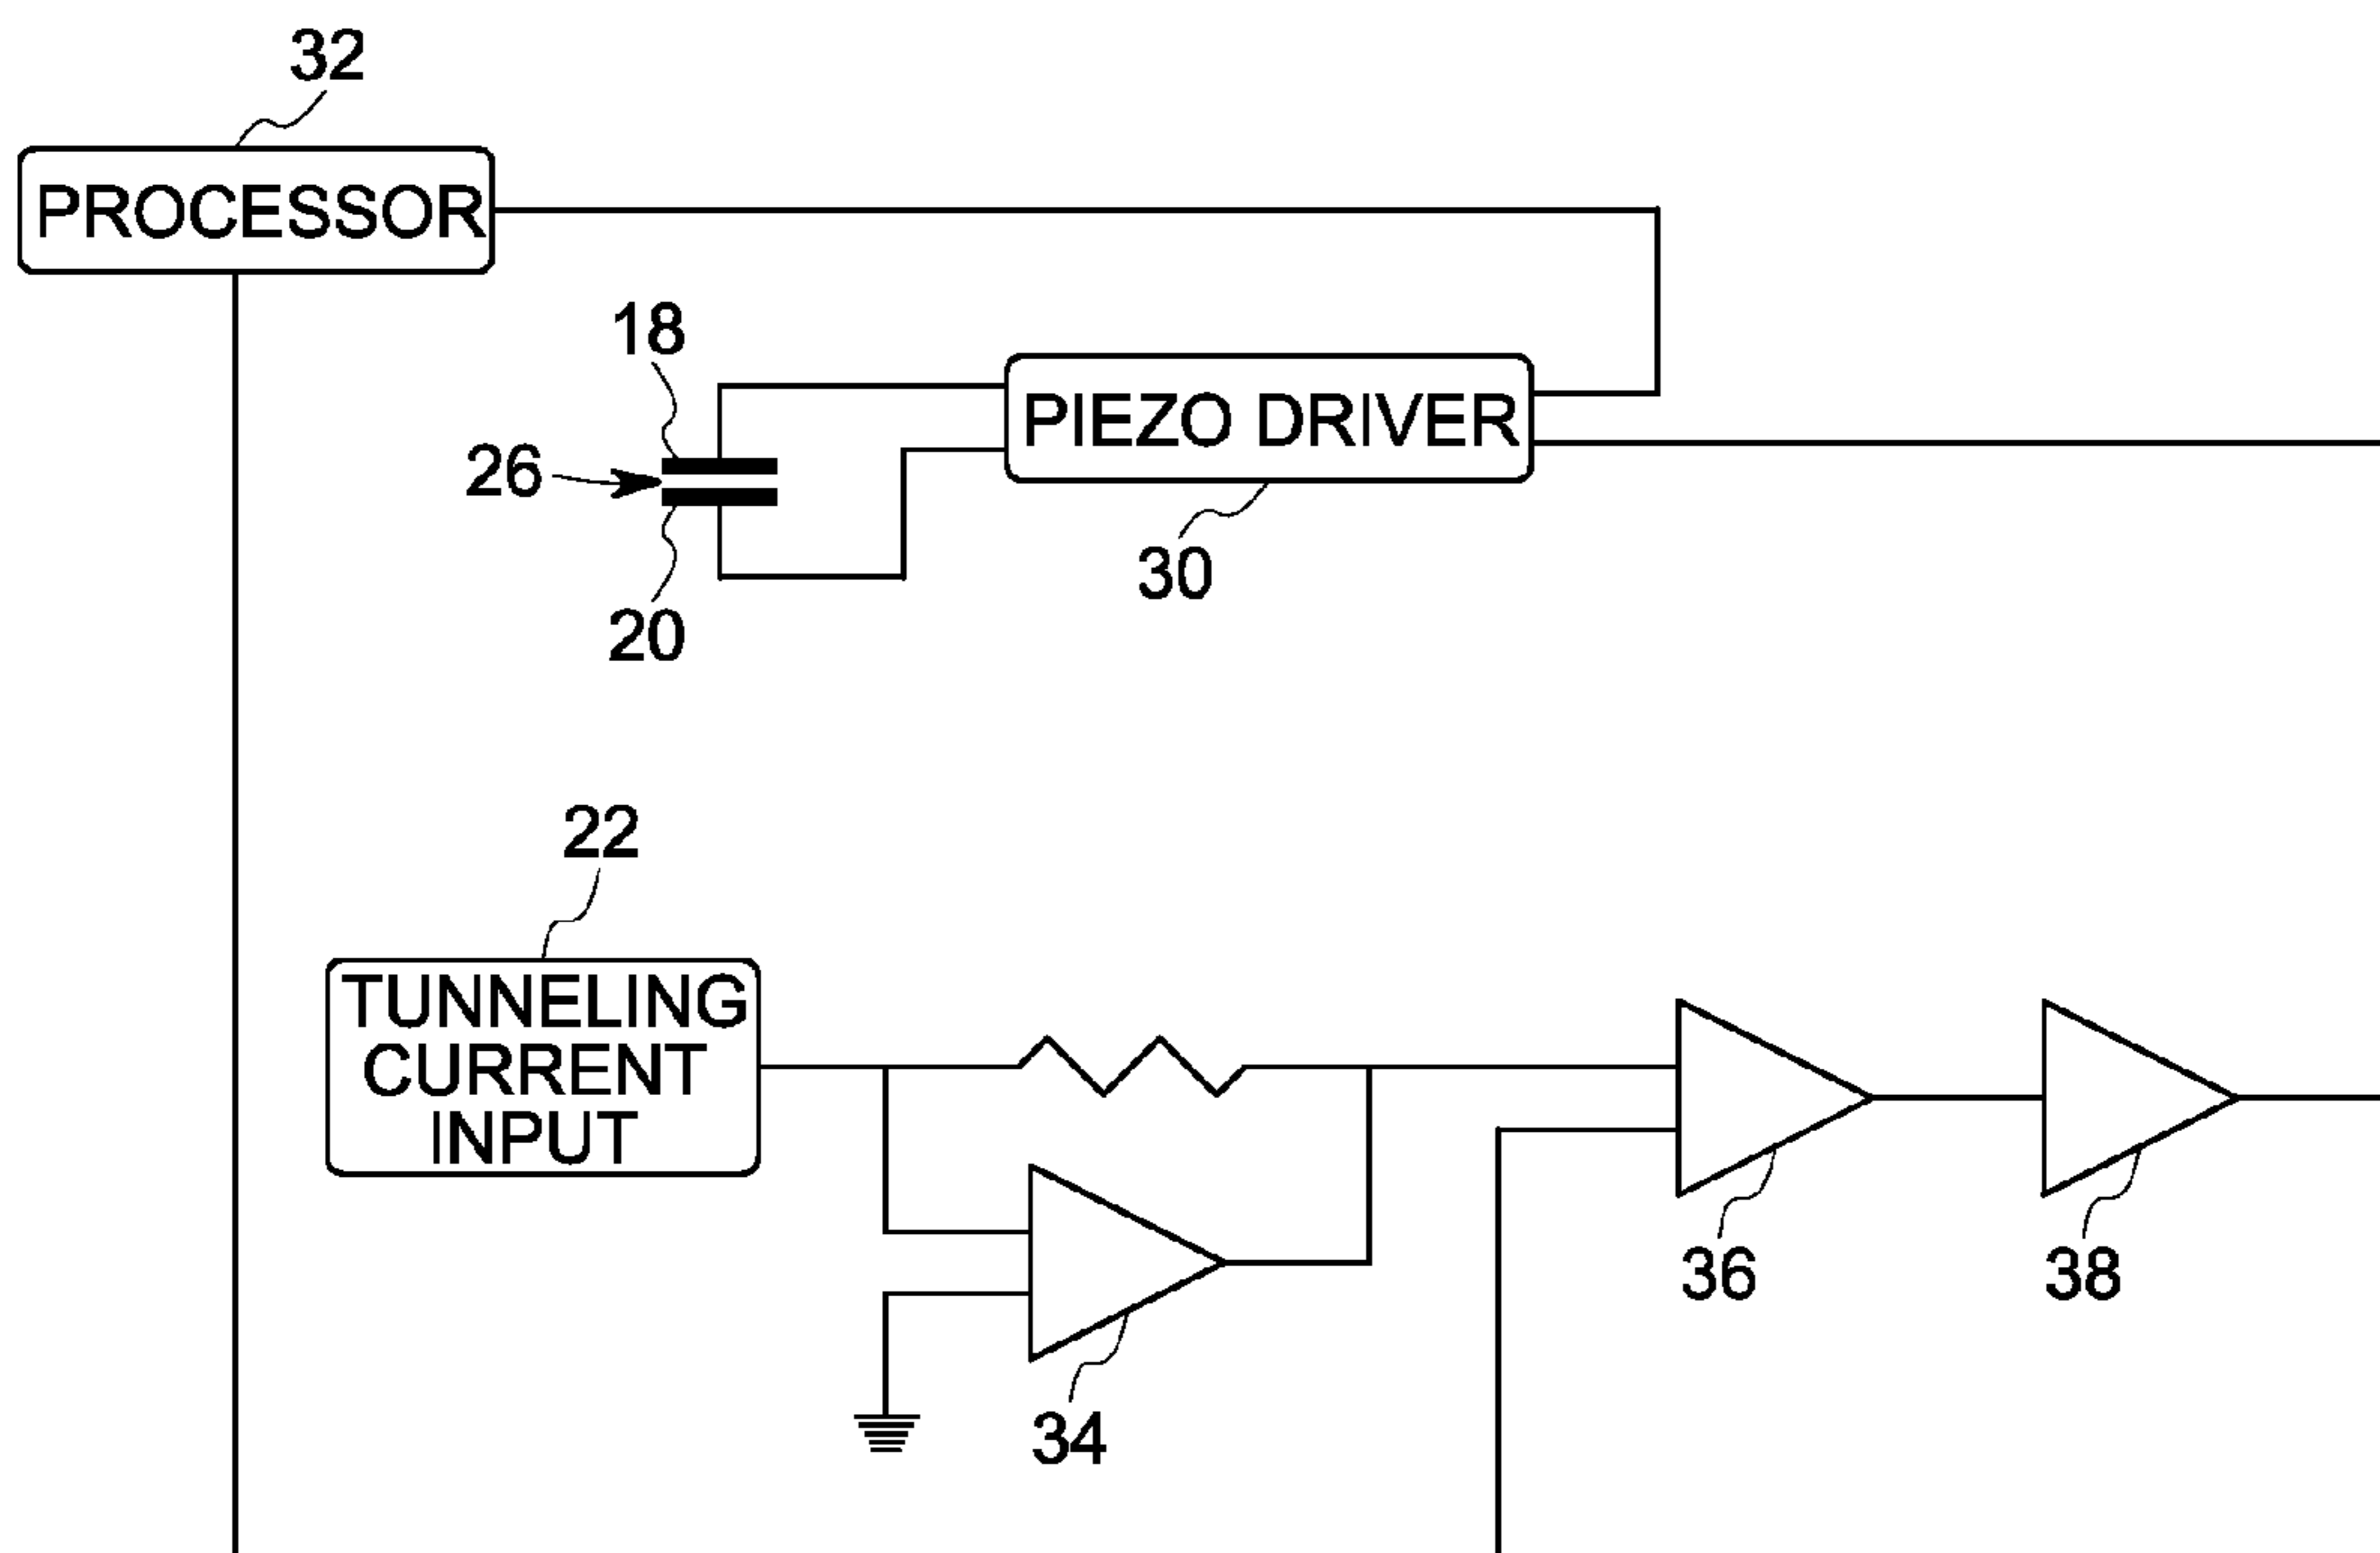 32
PROCESSOR
18
PIEZO DRIVER
26
30
20
22
TUNNELING
CURRENT
INPUT
36
38
34